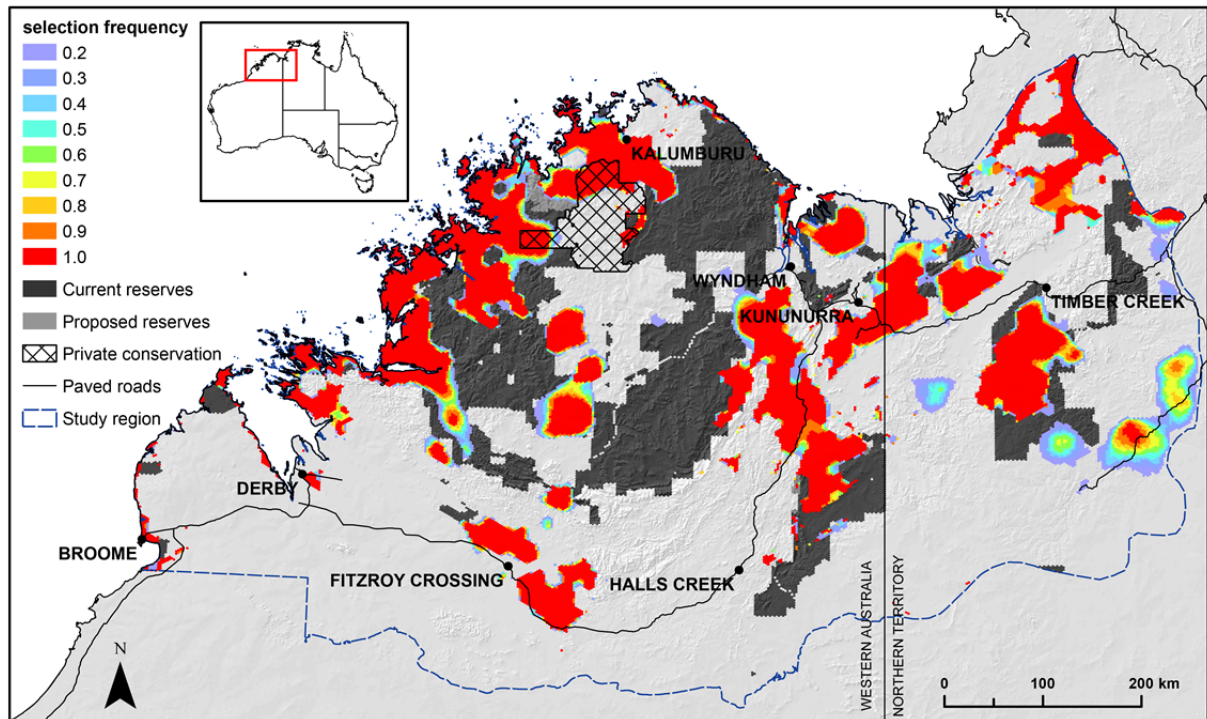 selection frequency
0.2
0.3
0.4
0.5
0.6
0.7
0.8
0.9
1.0
Current reserves
Proposed reserves
Private conservation
Paved roads
Study region
KALUMBURU
WYNDHAM
KUNUNURRA
TIMBER CREEK
DERBY
BROOME
FITZROY CROSSING
HALLS CREEK
WESTERN AUSTRALIA
NORTHERN TERRITORY
N
0 100 200 km